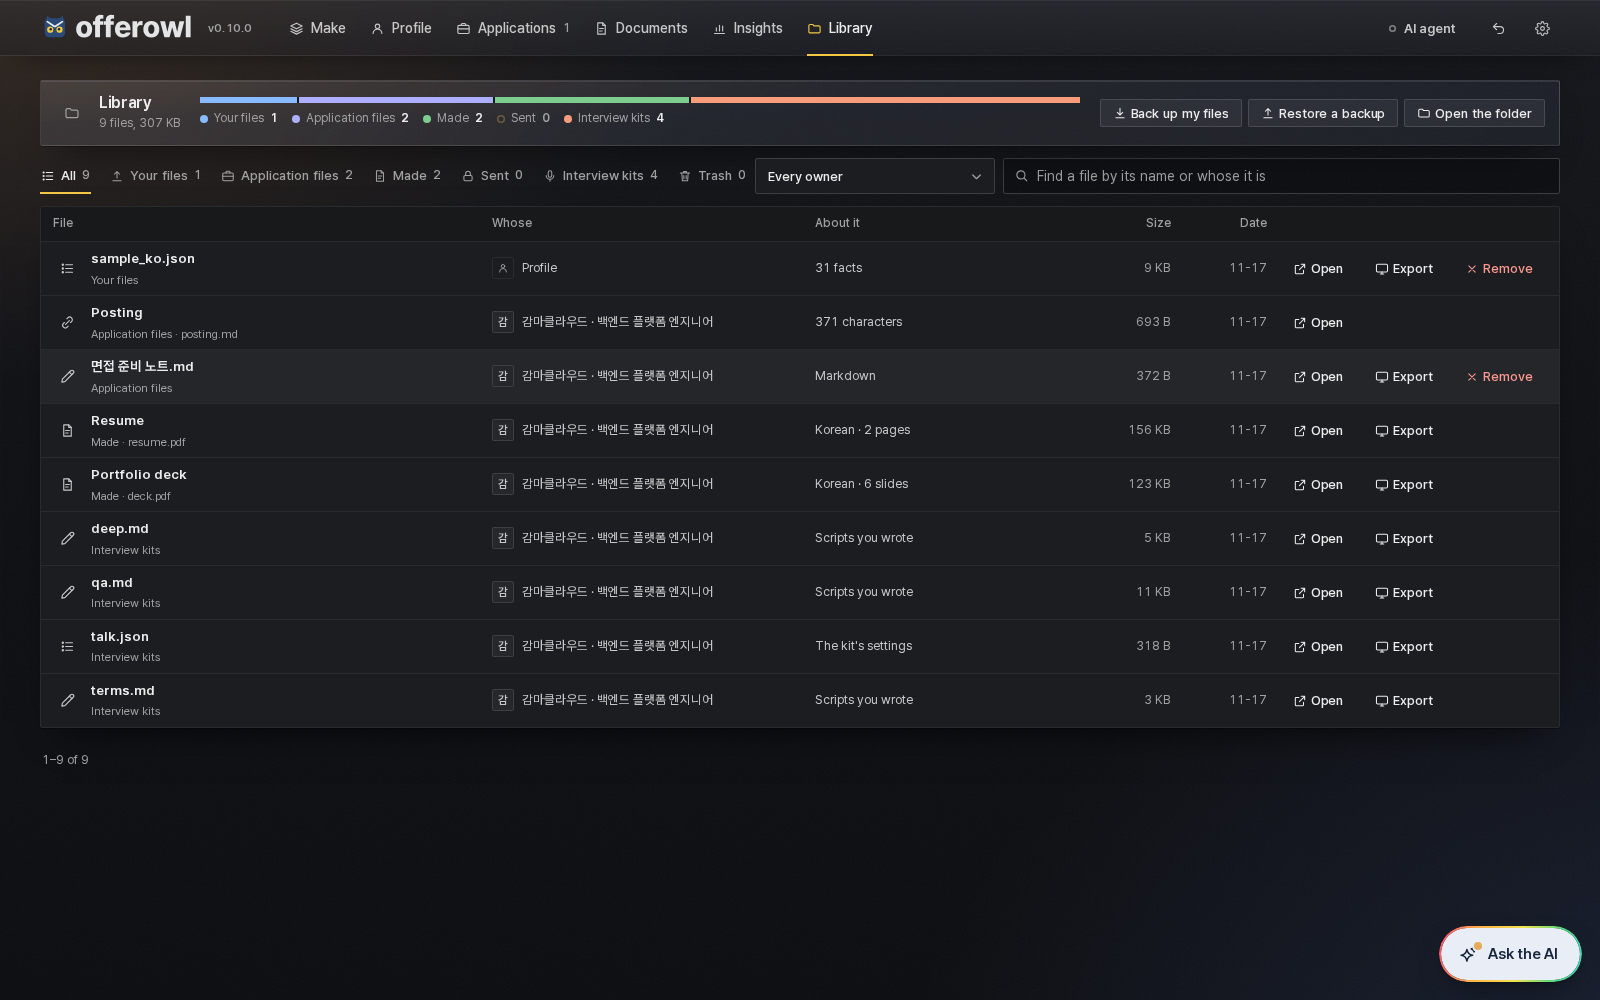 offerowl v0.10.0 Make Profile Applications 1 Documents Insights Library AI agent
Library
9 files, 307 KB
Your files 1 Application files 2 Made 2 Sent 0 Interview kits 4
Back up my files Restore a backup Open the folder
All 9 Your files 1 Application files 2 Made 2 Sent 0 Interview kits 4 Trash 0 Every owner Find a file by its name or whose it is
File Whose About it Size Date
sample_ko.json
Your files
Profile 31 facts 9 KB 11-17 Open Export Remove
Posting
Application files · posting.md
감 감마클라우드 · 백엔드 플랫폼 엔지니어 371 characters 693 B 11-17 Open
면접 준비 노트.md
Application files
감 감마클라우드 · 백엔드 플랫폼 엔지니어 Markdown 372 B 11-17 Open Export Remove
Resume
Made · resume.pdf
감 감마클라우드 · 백엔드 플랫폼 엔지니어 Korean · 2 pages 156 KB 11-17 Open Export
Portfolio deck
Made · deck.pdf
감 감마클라우드 · 백엔드 플랫폼 엔지니어 Korean · 6 slides 123 KB 11-17 Open Export
deep.md
Interview kits
감 감마클라우드 · 백엔드 플랫폼 엔지니어 Scripts you wrote 5 KB 11-17 Open Export
qa.md
Interview kits
감 감마클라우드 · 백엔드 플랫폼 엔지니어 Scripts you wrote 11 KB 11-17 Open Export
talk.json
Interview kits
감 감마클라우드 · 백엔드 플랫폼 엔지니어 The kit's settings 318 B 11-17 Open Export
terms.md
Interview kits
감 감마클라우드 · 백엔드 플랫폼 엔지니어 Scripts you wrote 3 KB 11-17 Open Export
1–9 of 9
Ask the AI